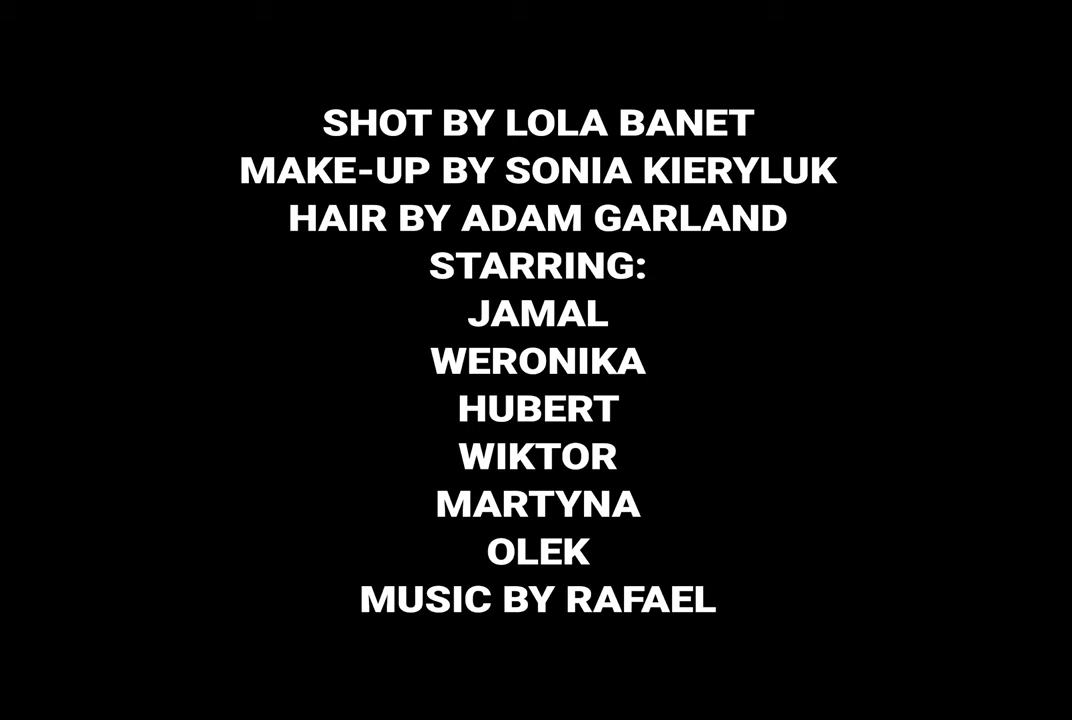 SHOT BY LOLA BANET
MAKE-UP BY SONIA KIERYLUK
HAIR BY ADAM GARLAND
STARRING:
JAMAL
WERONIKA
HUBERT
WIKTOR
MARTYNA
OLEK
MUSIC BY RAFAEL